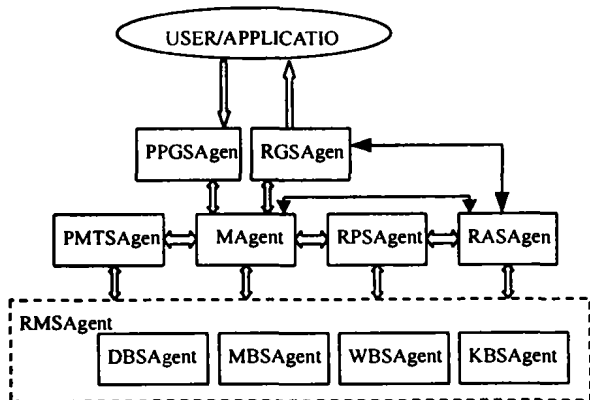 USER/APPLICATIO
PPGSAgen
RGSAgen
PMTSAgen
MAgent
RPSAgent
RASAgen
RMSAgent
DBSAgent
MBSAgent
WBSAgent
KBSAgent